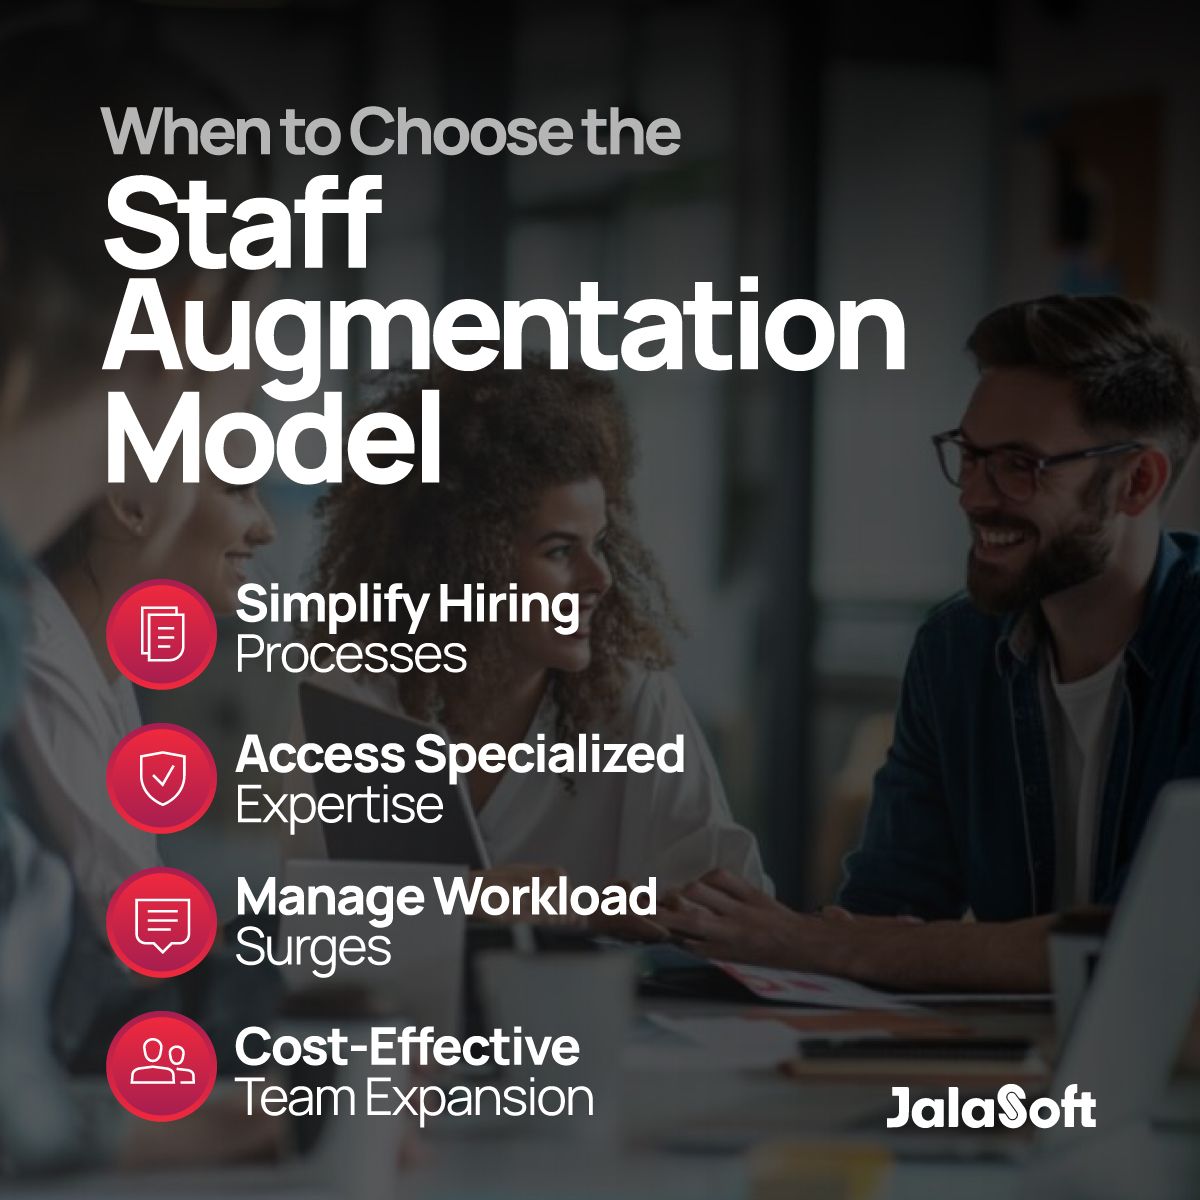 When to Choose the
Staff
Augmentation
Model
Simplify Hiring
Processes
Access Specialized
Expertise
Manage Workload
Surges
Cost-Effective
Team Expansion
JalaSoft